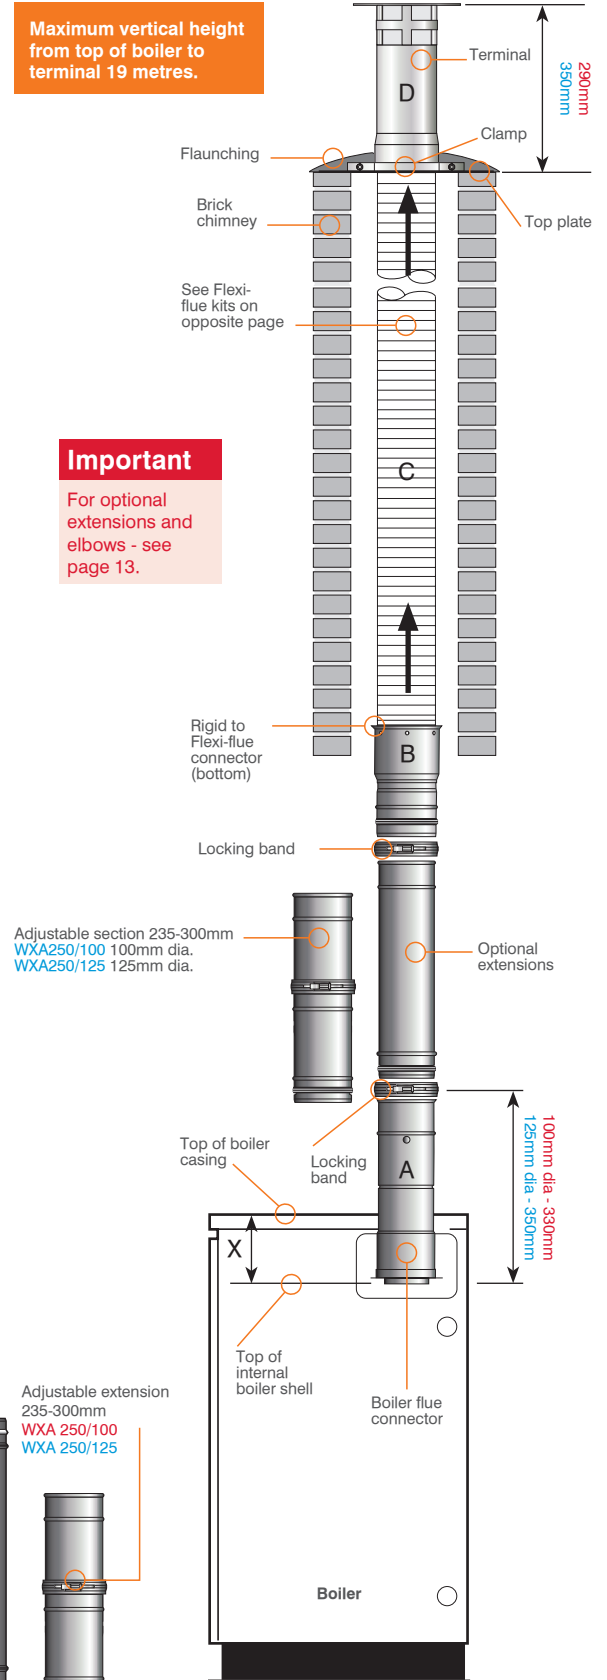 Maximum vertical height
from top of boiler to
terminal 19 metres.
Terminal
290mm
350mm
D
Clamp
Flaunching
Top plate
Brick
chimney
See Flexi-
flue kits on
opposite page
Important
For optional
extensions and
elbows - see
page 13.
C
Rigid to
Flexi-flue
connector
(bottom)
B
Locking band
Adjustable section 235-300mm
WXA250/100 100mm dia.
WXA250/125 125mm dia.
Optional
extensions
Top of boiler
casing
Locking
band
A
100mm dia - 330mm
125mm dia - 350mm
X
Top of
internal
boiler shell
Boiler flue
connector
Adjustable extension
235-300mm
WXA 250/100
WXA 250/125
Boiler